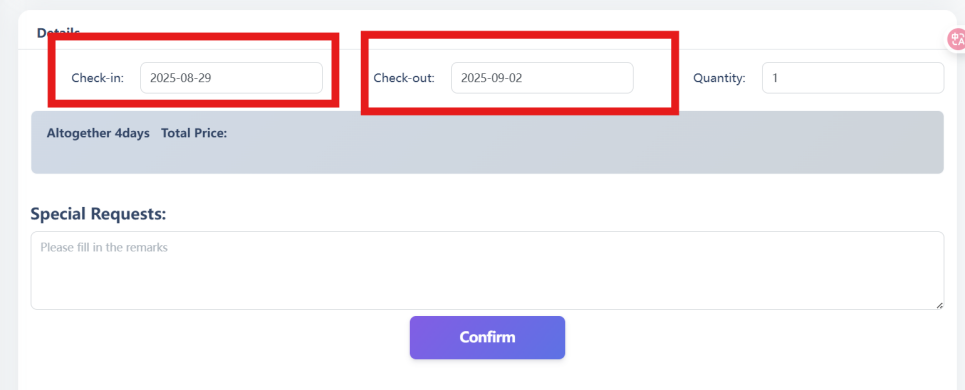 Details
Check-in: 2025-08-29 Check-out: 2025-09-02 Quantity: 1
Altogether 4days Total Price:
Special Requests:
Please fill in the remarks
Confirm